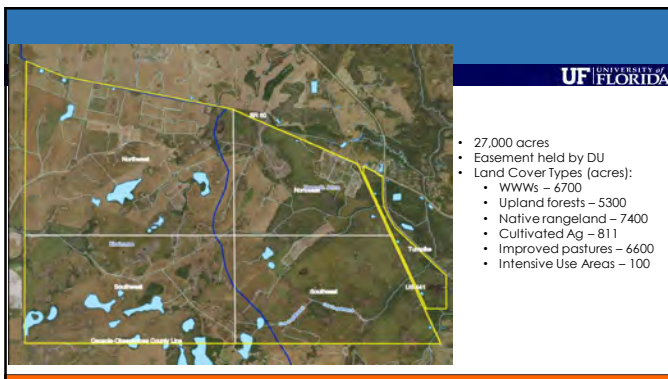 UF UNIVERSITY of
FLORIDA
SR 60
Northwest
Northeast
Turnpike
Southwest
Southeast
US 441
County Line
• 27,000 acres
• Easement held by DU
• Land Cover Types (acres):
• WWWs – 6700
• Upland forests – 5300
• Native rangeland – 7400
• Cultivated Ag – 811
• Improved pastures – 6600
• Intensive Use Areas – 100